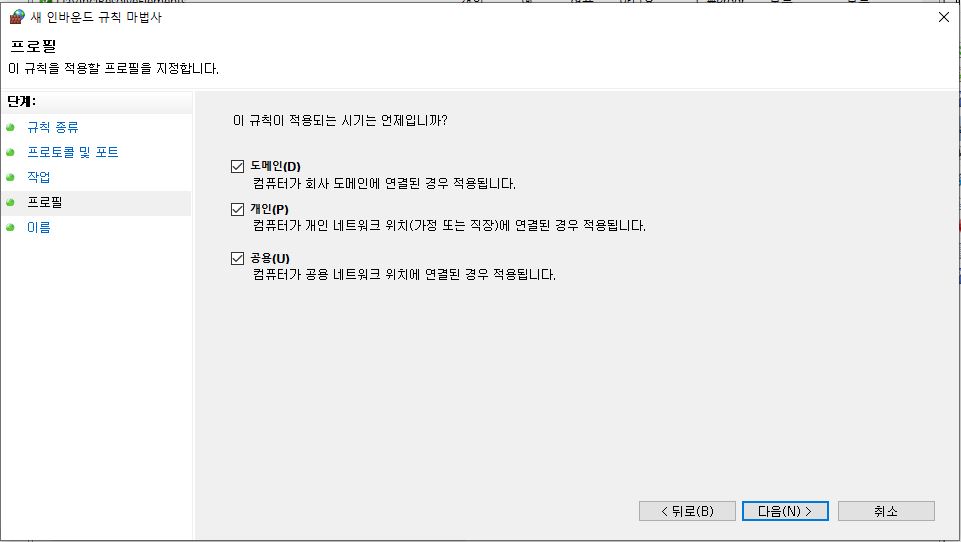 새 인바운드 규칙 마법사
프로필
이 규칙을 적용할 프로필을 지정합니다.
단계:
규칙 종류
프로토콜 및 포트
작업
프로필
이름
이 규칙이 적용되는 시기는 언제입니까?
도메인(D)
컴퓨터가 회사 도메인에 연결된 경우 적용됩니다.
개인(P)
컴퓨터가 개인 네트워크 위치(가정 또는 직장)에 연결된 경우 적용됩니다.
공용(U)
컴퓨터가 공용 네트워크 위치에 연결된 경우 적용됩니다.
< 뒤로(B) 다음(N) > 취소